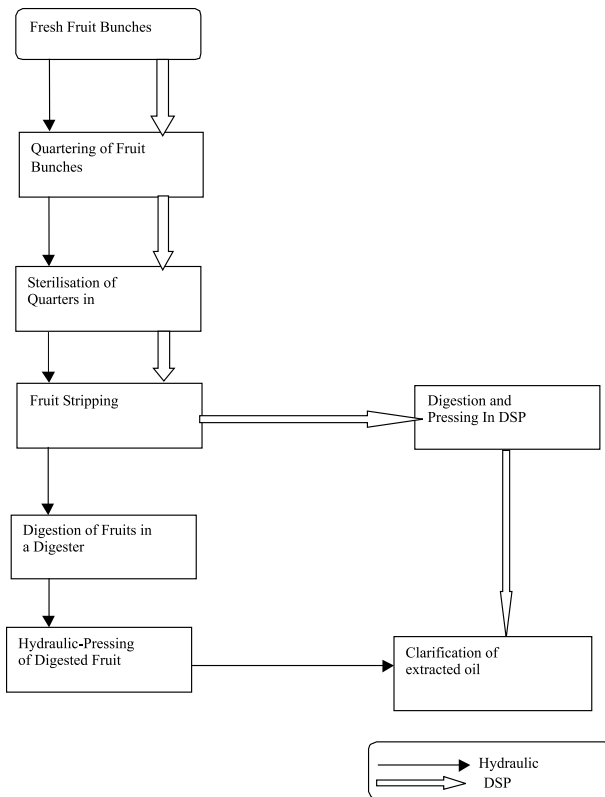 Fresh Fruit Bunches
Quartering of Fruit
Bunches
Sterilisation of
Quarters in
Fruit Stripping
Digestion and
Pressing In DSP
Digestion of Fruits in
a Digester
Hydraulic-Pressing
of Digested Fruit
Clarification of
extracted oil
Hydraulic
DSP